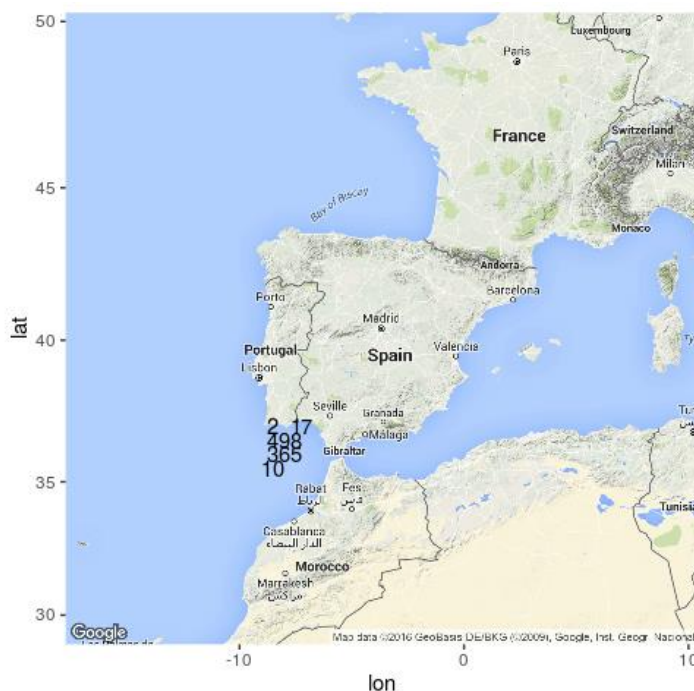 50
Luxembourg
Paris
France
Switzerland
Milan
45
Bay of Biscay
Monaco
Andorra
Porto
Barcelona
lat
40
Madrid
Portugal
Spain
Valencia
Lisbon
Seville
Granada
2 17
Málaga
498
Gibraltar
365
10
35
Rabat
الرباط
Fes
فاس
Tunisia
Casablanca
الدار البيضاء
Morocco
Marrakesh
مراكش
30
Google
Map data ©2016 GeoBasis-DE/BKG (©2009), Google, Inst. Geogr. Nacional
-10 0 10
lon